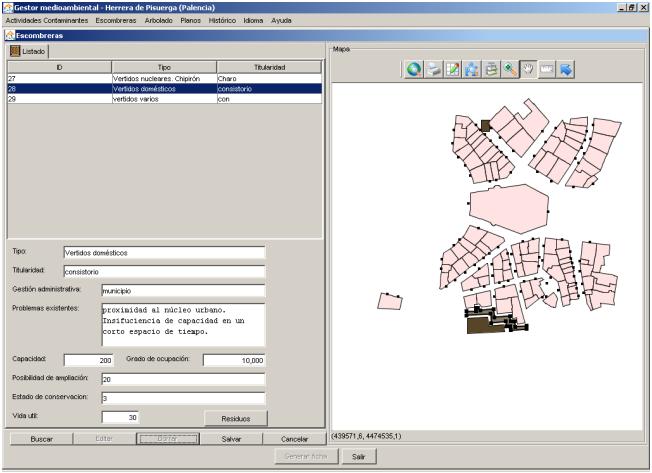 Gestor medioambiental - Herrera de Pisuerga (Palencia)
Actividades Contaminantes Escombreras Arbolado Planos Histórico Idioma Ayuda
Escombreras
Listado
ID Tipo Titularidad
27 Vertidos nucleares. Chipirón Charo
28 Vertidos domésticos consistorio
29 vertidos varios con
Tipo: Vertidos domésticos
Titularidad: consistorio
Gestión administrativa: municipio
Problemas existentes: proximidad al núcleo urbano.
Insifuciencia de capacidad en un
corto espacio de tiempo.
Capacidad: 200 Grado de ocupación: 10,000
Posibilidad de ampliación: 20
Estado de conservacion: 3
Vida util: 30 Residuos
Buscar Editar Borrar Salvar Cancelar
Mapa
(439571,6, 4474535,1)
Generar ficha Salir